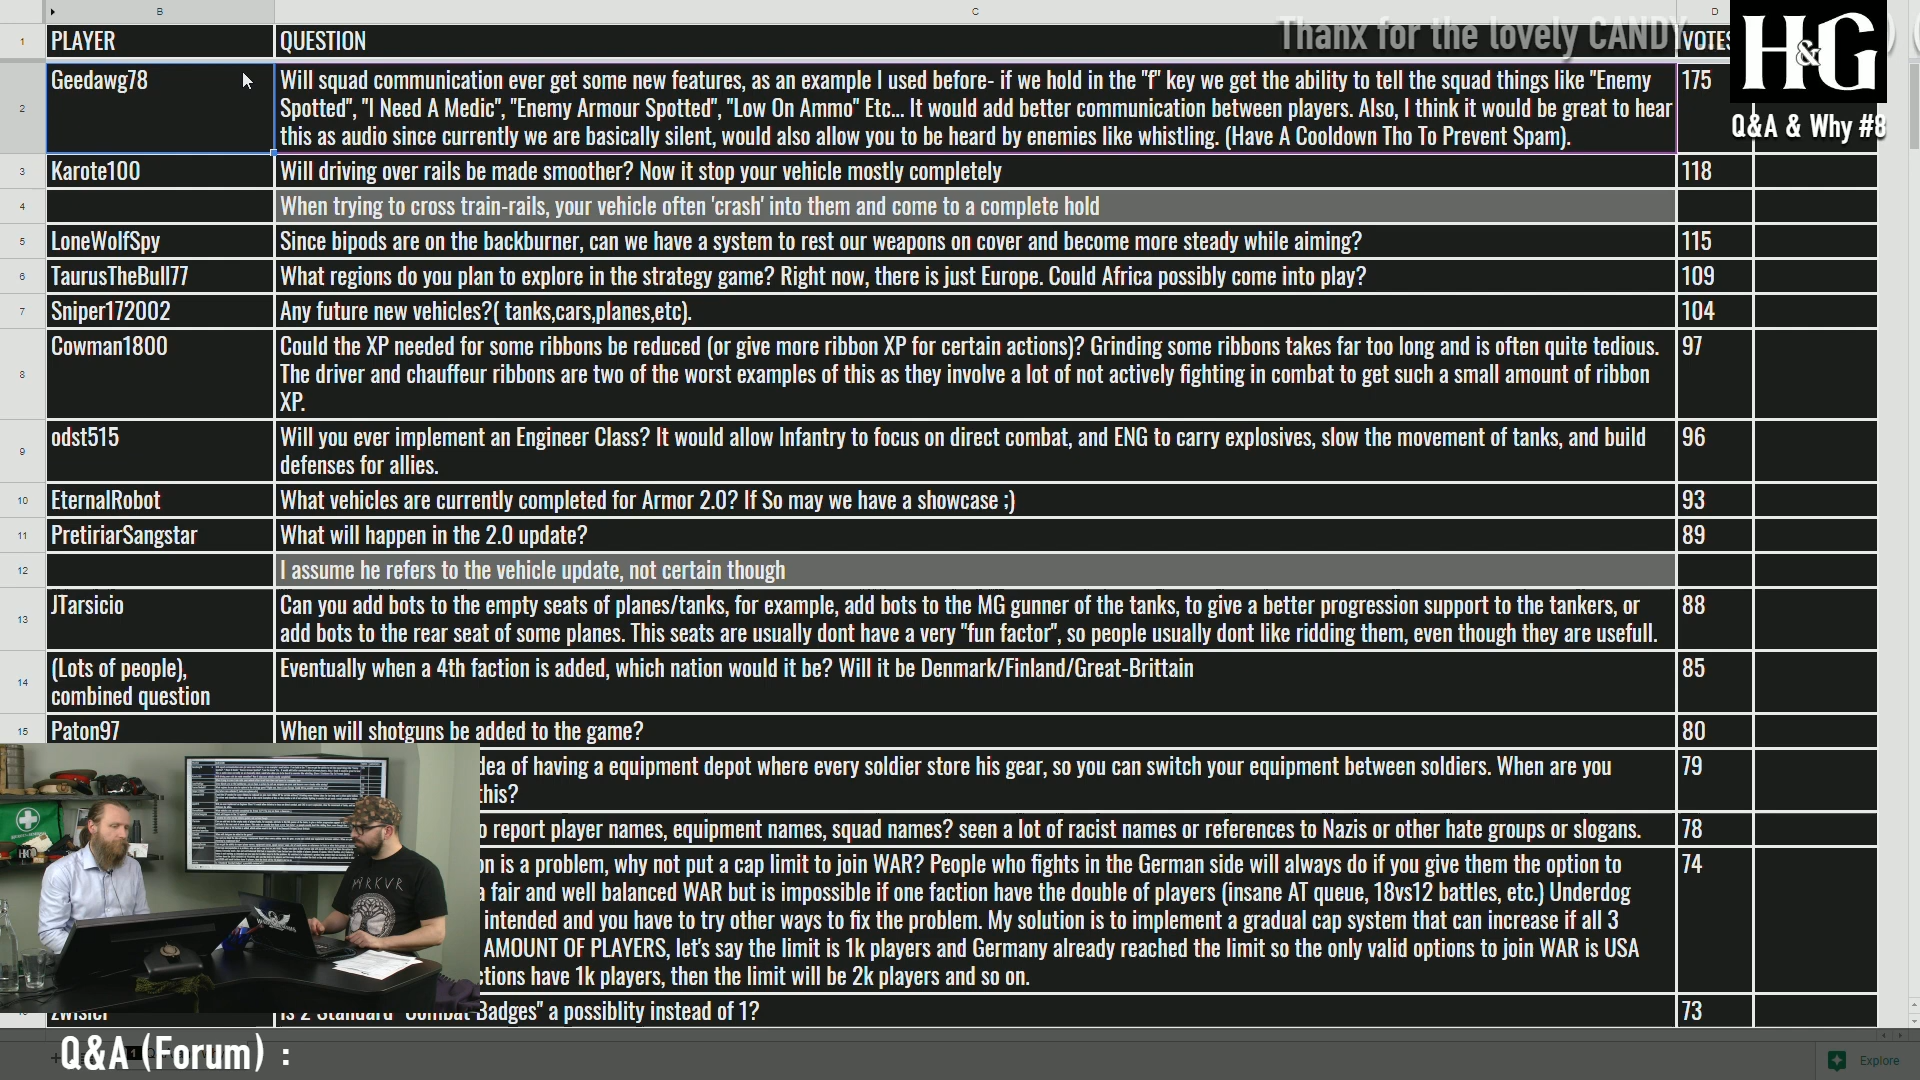 B
C
D
Thanx for the lovely CANDY
H&G
Q&A & Why #8
1
PLAYER
QUESTION
VOTES
2
Geedawg78
Will squad communication ever get some new features, as an example I used before- if we hold in the "f" key we get the ability to tell the squad things like "Enemy
Spotted", "I Need A Medic", "Enemy Armour Spotted", "Low On Ammo" Etc... It would add better communication between players. Also, I think it would be great to hear
this as audio since currently we are basically silent, would also allow you to be heard by enemies like whistling. (Have A Cooldown Tho To Prevent Spam).
175
3
Karote100
Will driving over rails be made smoother? Now it stop your vehicle mostly completely
118
4
When trying to cross train-rails, your vehicle often 'crash' into them and come to a complete hold
5
LoneWolfSpy
Since bipods are on the backburner, can we have a system to rest our weapons on cover and become more steady while aiming?
115
6
TaurusTheBull77
What regions do you plan to explore in the strategy game? Right now, there is just Europe. Could Africa possibly come into play?
109
7
Sniper172002
Any future new vehicles?( tanks,cars,planes,etc).
104
8
Cowman1800
Could the XP needed for some ribbons be reduced (or give more ribbon XP for certain actions)? Grinding some ribbons takes far too long and is often quite tedious.
The driver and chauffeur ribbons are two of the worst examples of this as they involve a lot of not actively fighting in combat to get such a small amount of ribbon
XP.
97
9
odst515
Will you ever implement an Engineer Class? It would allow Infantry to focus on direct combat, and ENG to carry explosives, slow the movement of tanks, and build
defenses for allies.
96
10
EternalRobot
What vehicles are currently completed for Armor 2.0? If So may we have a showcase ;)
93
11
PretiriarSangstar
What will happen in the 2.0 update?
89
12
I assume he refers to the vehicle update, not certain though
13
JTarsicio
Can you add bots to the empty seats of planes/tanks, for example, add bots to the MG gunner of the tanks, to give a better progression support to the tankers, or
add bots to the rear seat of some planes. This seats are usually dont have a very "fun factor", so people usually dont like ridding them, even though they are usefull.
88
14
(Lots of people),
combined question
Eventually when a 4th faction is added, which nation would it be? Will it be Denmark/Finland/Great-Brittain
85
15
Paton97
When will shotguns be added to the game?
80
dea of having a equipment depot where every soldier store his gear, so you can switch your equipment between soldiers. When are you
this?
79
o report player names, equipment names, squad names? seen a lot of racist names or references to Nazis or other hate groups or slogans.
78
on is a problem, why not put a cap limit to join WAR? People who fights in the German side will always do if you give them the option to
a fair and well balanced WAR but is impossible if one faction have the double of players (insane AT queue, 18vs12 battles, etc.) Underdog
intended and you have to try other ways to fix the problem. My solution is to implement a gradual cap system that can increase if all 3
AMOUNT OF PLAYERS, let's say the limit is 1k players and Germany already reached the limit so the only valid options to join WAR is USA
ctions have 1k players, then the limit will be 2k players and so on.
74
Is 2 Standard "Combat Badges" a possiblity instead of 1?
73
MYRKVR
Q&A (Forum) :
Explore